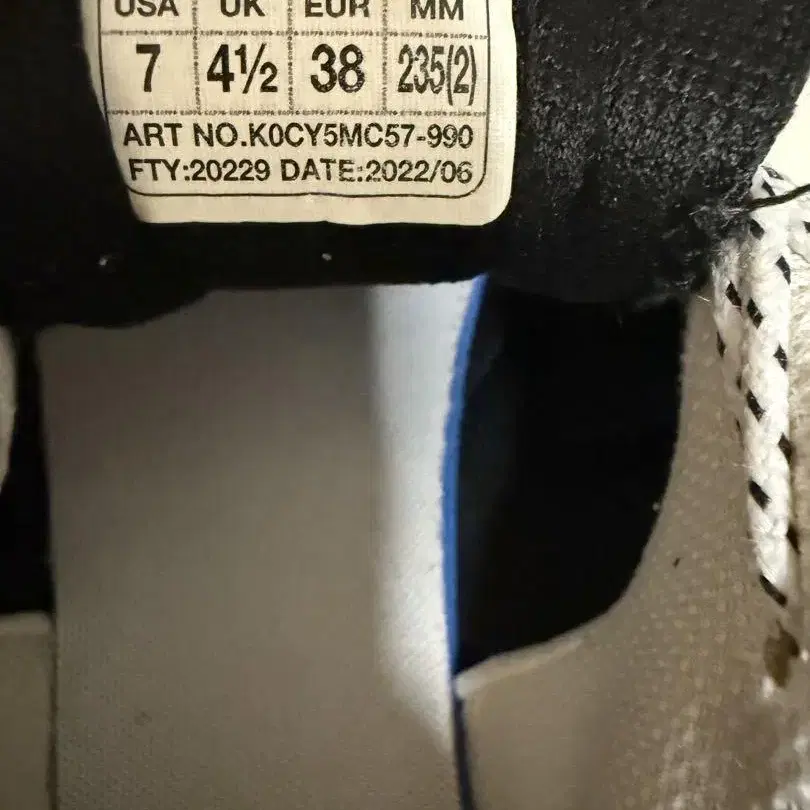 USA UK EUR MM
7 4½ 38 235(2)
ART NO.K0CY5MC57-990
FTY:20229 DATE:2022/06